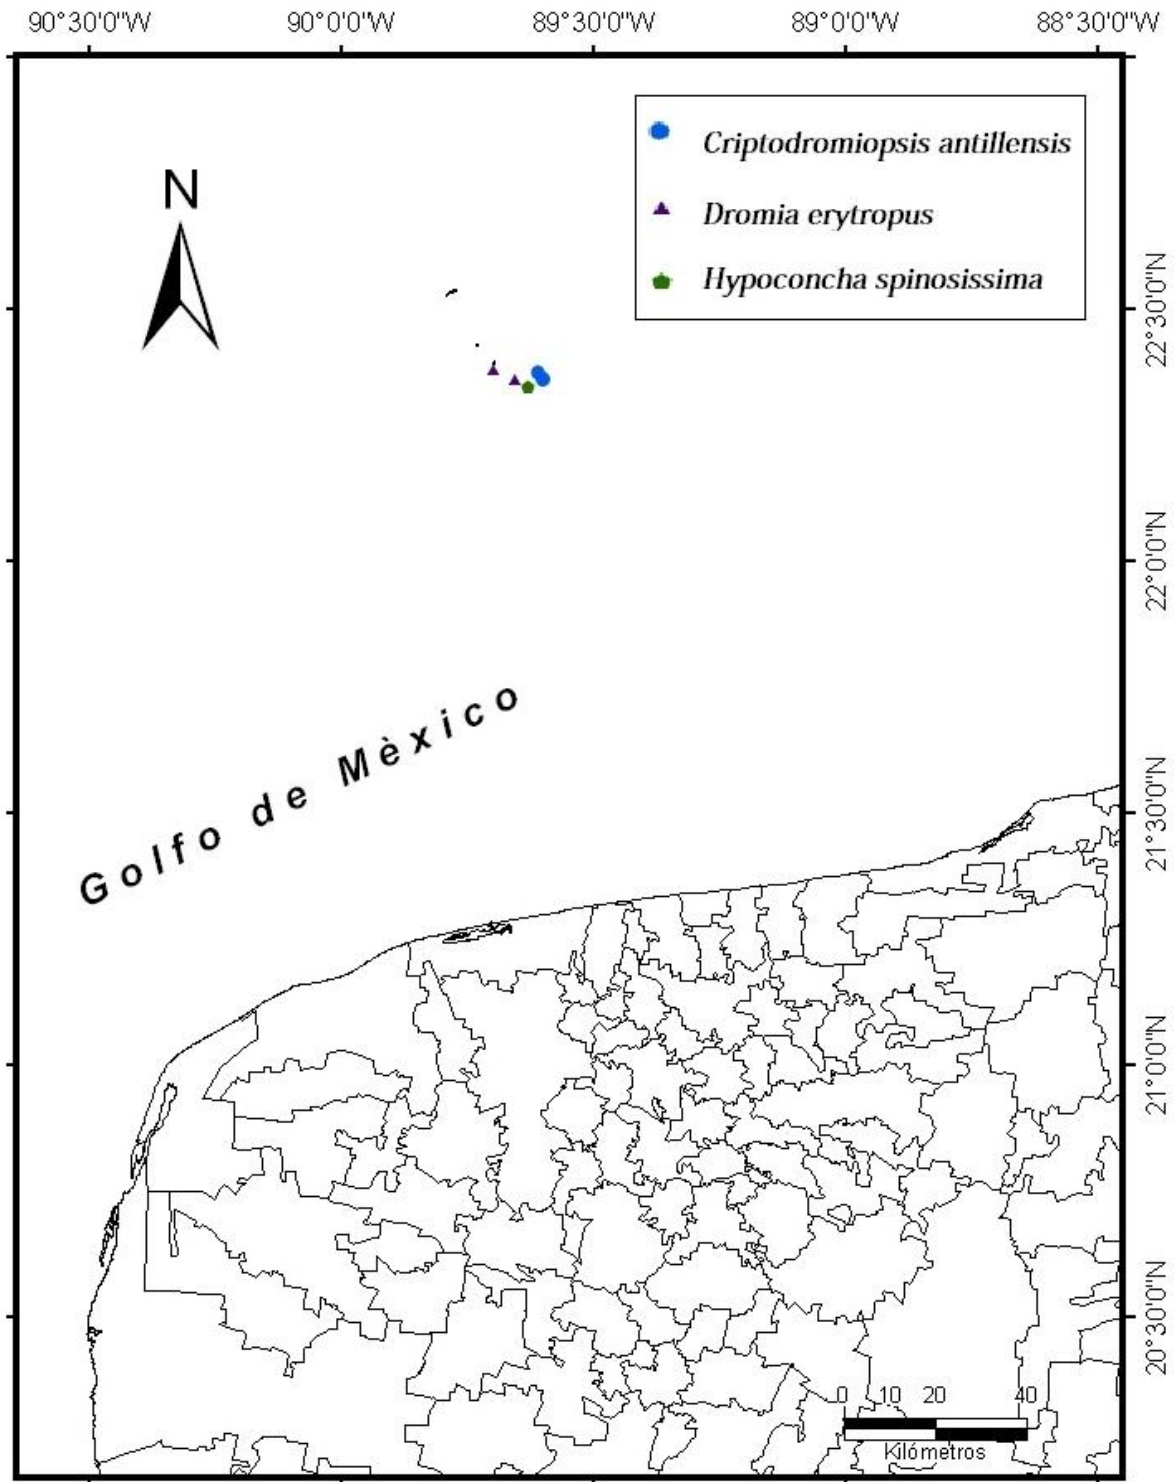 90°30'0"W 90°0'0"W 89°30'0"W 89°0'0"W 88°30'0"W
Criptodromiopsis antillensis
N
Dromia erytropus
Hypoconcha spinosissima
22°30'0"N
22°0'0"N
Golfo de Mèxico
21°30'0"N
21°0'0"N
20°30'0"N
0 10 20 40
Kilómetros